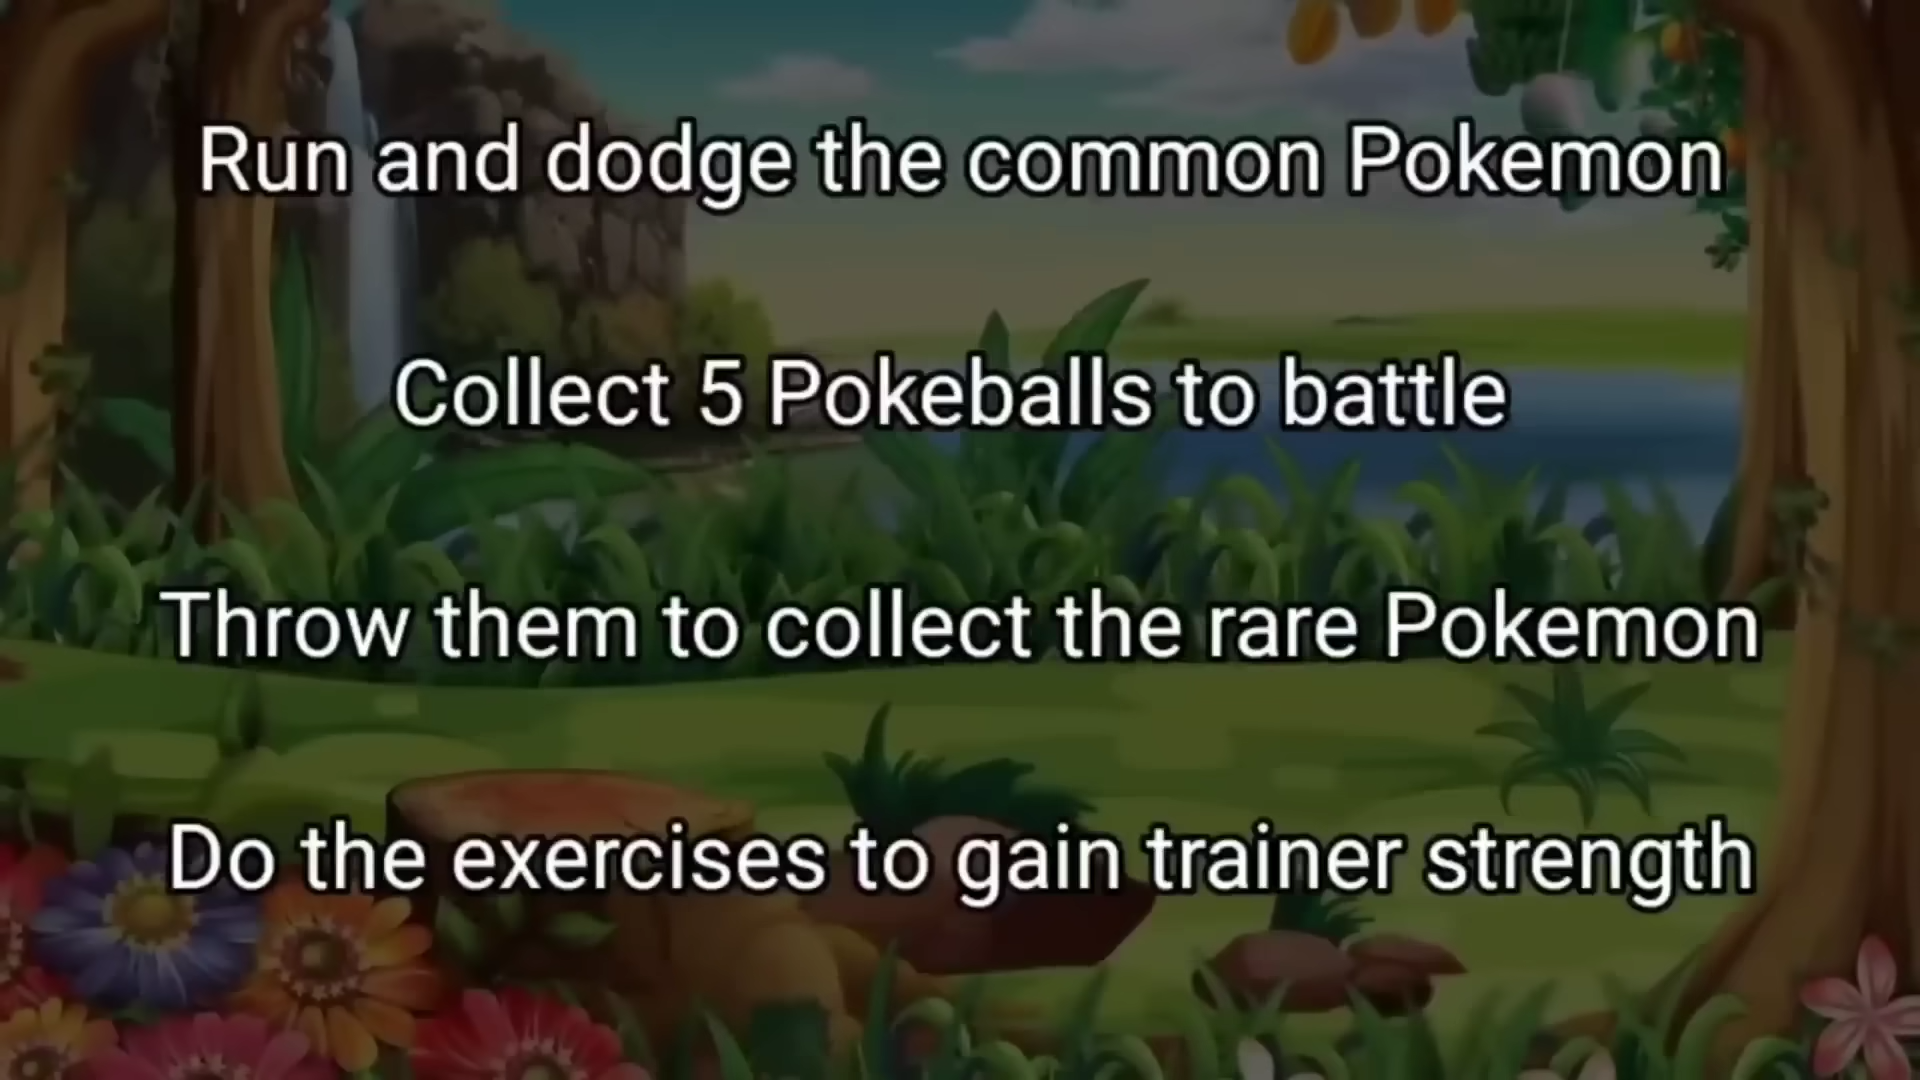 Run and dodge the common Pokemon
Collect 5 Pokeballs to battle
Throw them to collect the rare Pokemon
Do the exercises to gain trainer strength